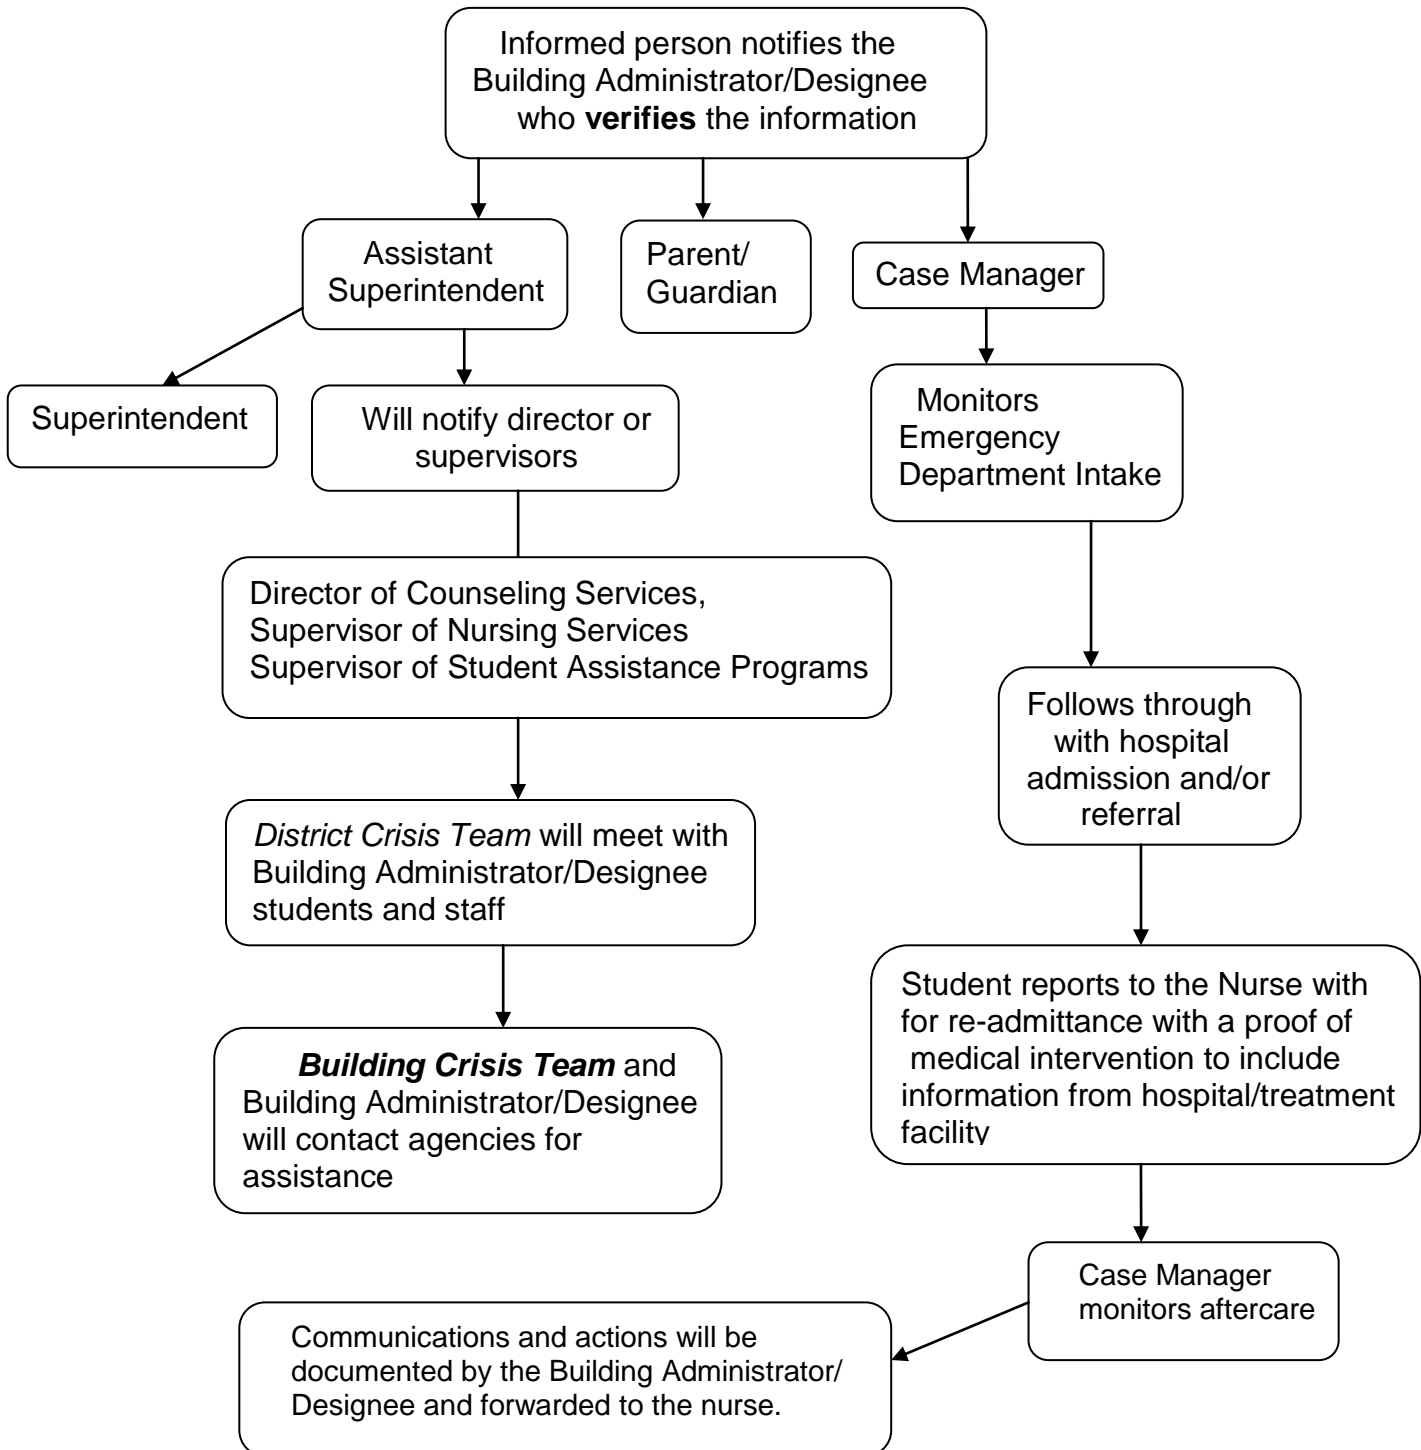 Informed person notifies the
Building Administrator/Designee
who verifies the information
Assistant
Superintendent
Parent/
Guardian
Case Manager
Superintendent
Will notify director or
supervisors
Monitors
Emergency
Department Intake
Director of Counseling Services,
Supervisor of Nursing Services
Supervisor of Student Assistance Programs
Follows through
with hospital
admission and/or
referral
District Crisis Team will meet with
Building Administrator/Designee
students and staff
Student reports to the Nurse with
for re-admittance with a proof of
medical intervention to include
information from hospital/treatment
facility
Building Crisis Team and
Building Administrator/Designee
will contact agencies for
assistance
Case Manager
monitors aftercare
Communications and actions will be
documented by the Building Administrator/
Designee and forwarded to the nurse.